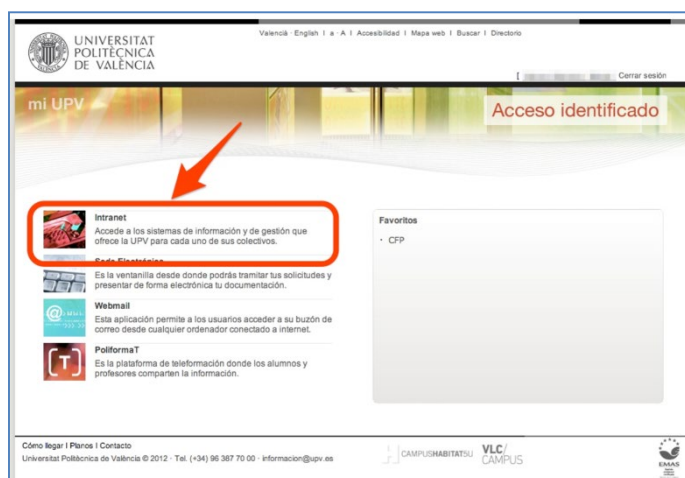 UNIVERSITAT
POLITÈCNICA
DE VALÈNCIA
Valencià · English I a · A I Accesibilidad I Mapa web I Buscar I Directorio
[
Cerrar sesión
mi UPV
Acceso identificado
Intranet
Accede a los sistemas de información y de gestión que
ofrece la UPV para cada uno de sus colectivos.
Sede Electrónica
Es la ventanilla desde donde podrás tramitar tus solicitudes y
presentar de forma electrónica tu documentación.
Webmail
Esta aplicación permite a los usuarios acceder a su buzón de
correo desde cualquier ordenador conectado a internet.
PoliformaT
Es la plataforma de teleformación donde los alumnos y
profesores comparten la información.
Favoritos
· CFP
Cómo llegar I Planos I Contacto
Universitat Politècnica de València © 2012 · Tel. (+34) 96 387 70 00 · informacion@upv.es
CAMPUSHABITAT5U
VLC/
CAMPUS
EMAS